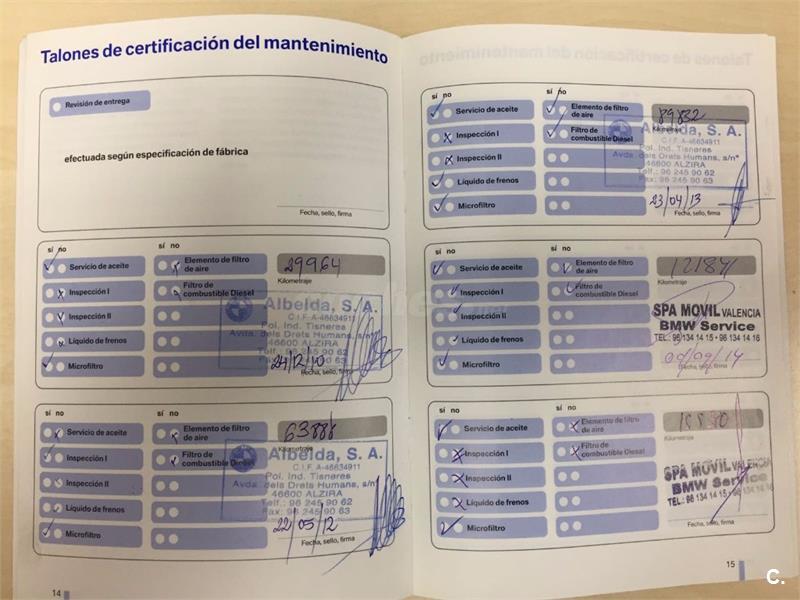 Talones de certificación del mantenimiento
Revisión de entrega
efectuada según especificación de fábrica
Fecha, sello, firma
sí no sí no
Servicio de aceite Elemento de filtro de aire 29964
Inspección I Filtro de combustible Diesel Kilometraje
Inspección II
Líquido de frenos
Microfiltro
Albelda, S. A.
C.I.F. A-46634911
Pol. Ind. Tisneres
Avda. dels Drets Humans, s/nº
46600 ALZIRA
Telf.: 96 245 90 62
24/12/10
Fecha, sello, firma
sí no sí no
Servicio de aceite Elemento de filtro de aire 63888
Inspección I Filtro de combustible Diesel Kilometraje
Inspección II
Líquido de frenos
Microfiltro
Albelda, S. A.
C.I.F. A-46634911
Pol. Ind. Tisneres
Avda. dels Drets Humans, s/nº
46600 ALZIRA
Telf.: 96 245 90 62
Fax: 96 245 90 63
22/05/12
Fecha, sello, firma
14
sí no sí no
Servicio de aceite Elemento de filtro de aire 89832
Inspección I Filtro de combustible Diesel Kilometraje
Inspección II
Líquido de frenos
Microfiltro
Albelda, S. A.
C.I.F. A-46634911
Pol. Ind. Tisneres
Avda. dels Drets Humans, s/nº
46600 ALZIRA
Telf.: 96 245 90 62
Fax: 96 245 90 63
23/04/13
Fecha, sello, firma
sí no sí no
Servicio de aceite Elemento de filtro de aire
Inspección I Filtro de combustible Diesel Kilometraje
Inspección II
Líquido de frenos
Microfiltro
SPA MOVIL VALENCIA
BMW Service
TEL.: 96 134 14 15 • 96 134 14 16
Fecha, sello, firma
sí no sí no
Servicio de aceite Elemento de filtro de aire
Inspección I Filtro de combustible Diesel Kilometraje
Inspección II
Líquido de frenos
Microfiltro
SPA MOVIL VALENCIA
BMW Service
TEL.: 96 134 14 15 • 96 134 14 16
Fecha, sello, firma
15
C.